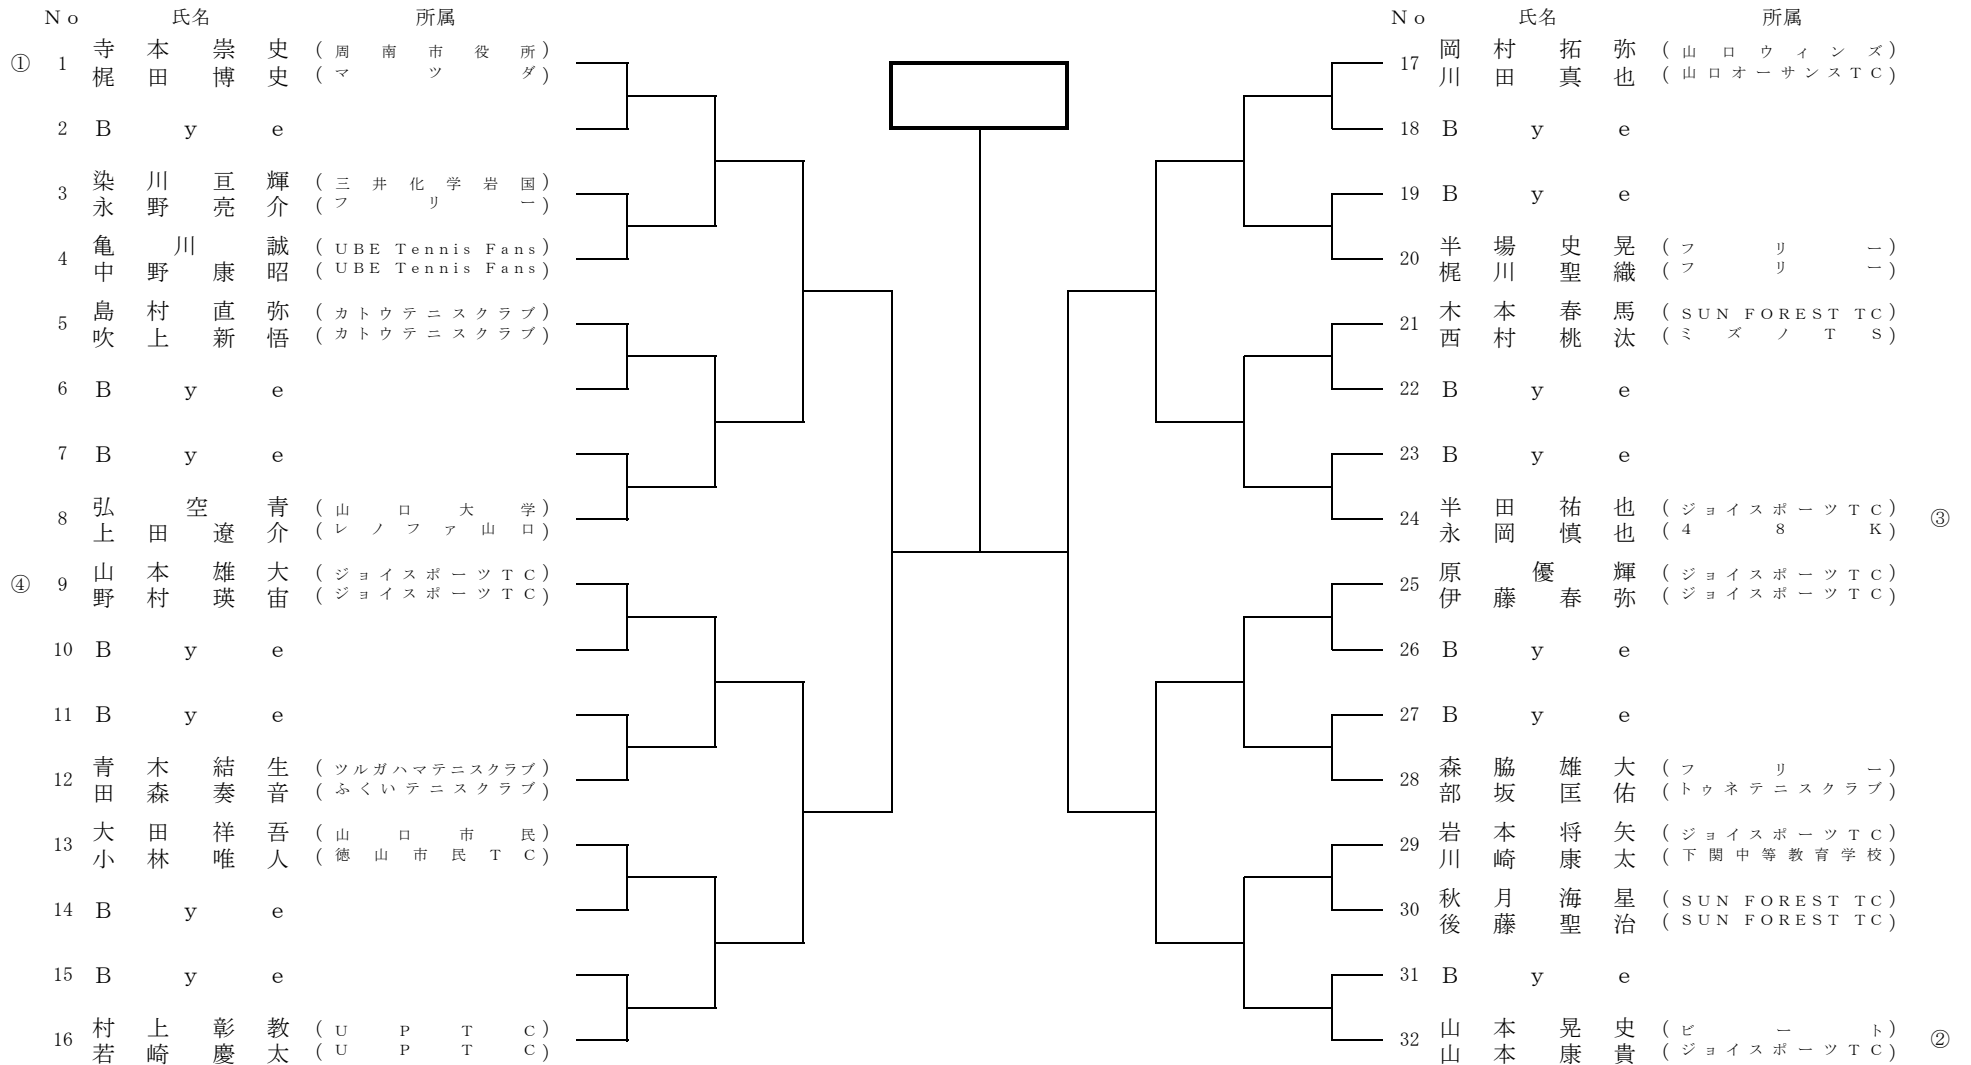 No 氏名 所属
① 1 寺本崇史 (周南市役所)
梶田博史 (マツダ)
2 Bye
3 染川亘輝 (三井化学岩国)
永野亮介 (フリー)
4 亀川誠 (UBE Tennis Fans)
中野康昭 (UBE Tennis Fans)
5 島村直弥 (カトウテニスクラブ)
吹上新悟 (カトウテニスクラブ)
6 Bye
7 Bye
8 弘空青 (山口大学)
上田遼介 (レノファ山口)
④ 9 山本雄大 (ジョイスポーツTC)
野村瑛宙 (ジョイスポーツTC)
10 Bye
11 Bye
12 青木結生 (ツルガハマテニスクラブ)
田森奏音 (ふくいテニスクラブ)
13 大田祥吾 (山口市民)
小林唯人 (徳山市民TC)
14 Bye
15 Bye
16 村上彰教 (UPTC)
若崎慶太 (UPTC)
No 氏名 所属
17 岡村拓弥 (山口ウィンズ)
川田真也 (山口オーサンスTC)
18 Bye
19 Bye
20 半場史晃 (フリー)
梶川聖織 (フリー)
21 木本春馬 (SUN FOREST TC)
西村桃汰 (ミズノTS)
22 Bye
23 Bye
24 半田祐也 (ジョイスポーツTC) ③
永岡慎也 (48K)
25 原優輝 (ジョイスポーツTC)
伊藤春弥 (ジョイスポーツTC)
26 Bye
27 Bye
28 森脇雄大 (フリー)
部坂匡佑 (トゥネテニスクラブ)
29 岩本将矢 (ジョイスポーツTC)
川崎康太 (下関中等教育学校)
30 秋月海星 (SUN FOREST TC)
後藤聖治 (SUN FOREST TC)
31 Bye
32 山本晃史 (ビート) ②
山本康貴 (ジョイスポーツTC)